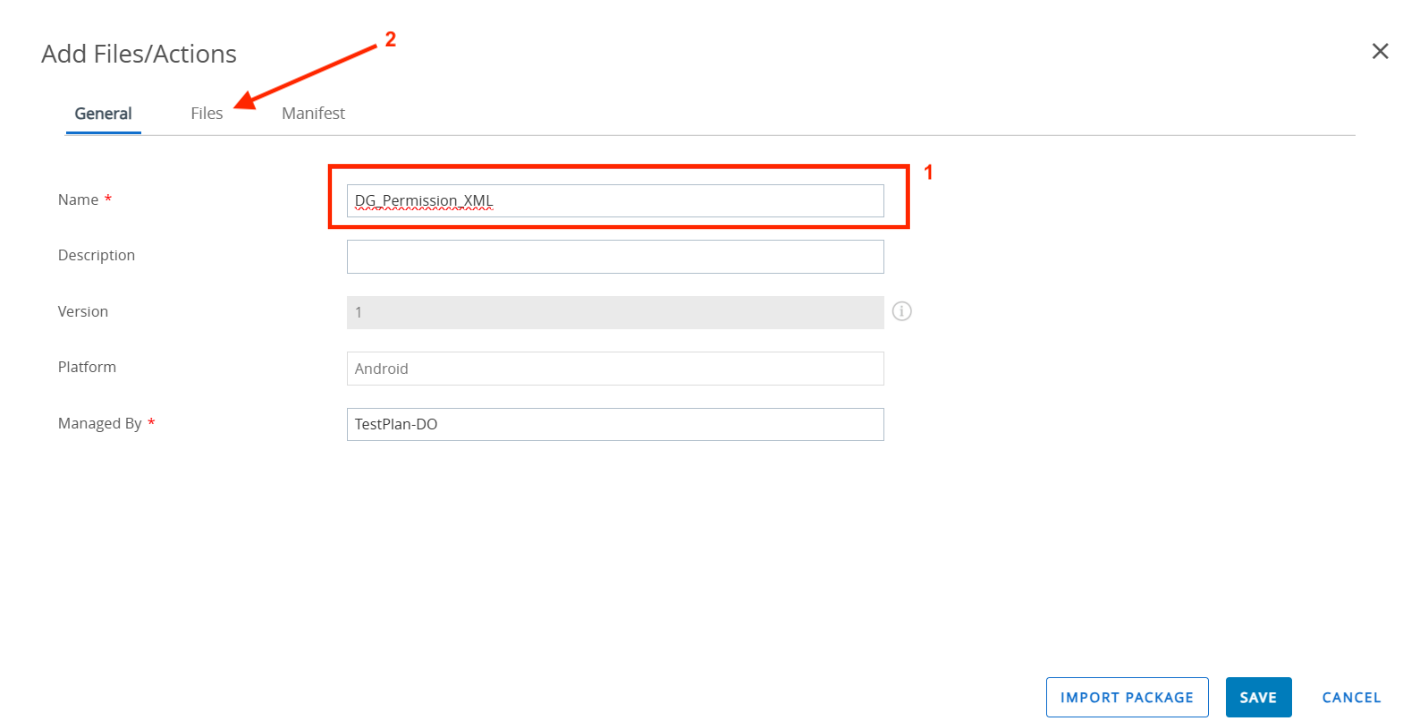 2
Add Files/Actions
General Files Manifest
1
Name * DG_Permission_XML
Description
Version 1
Platform Android
Managed By * TestPlan-DO
IMPORT PACKAGE SAVE CANCEL